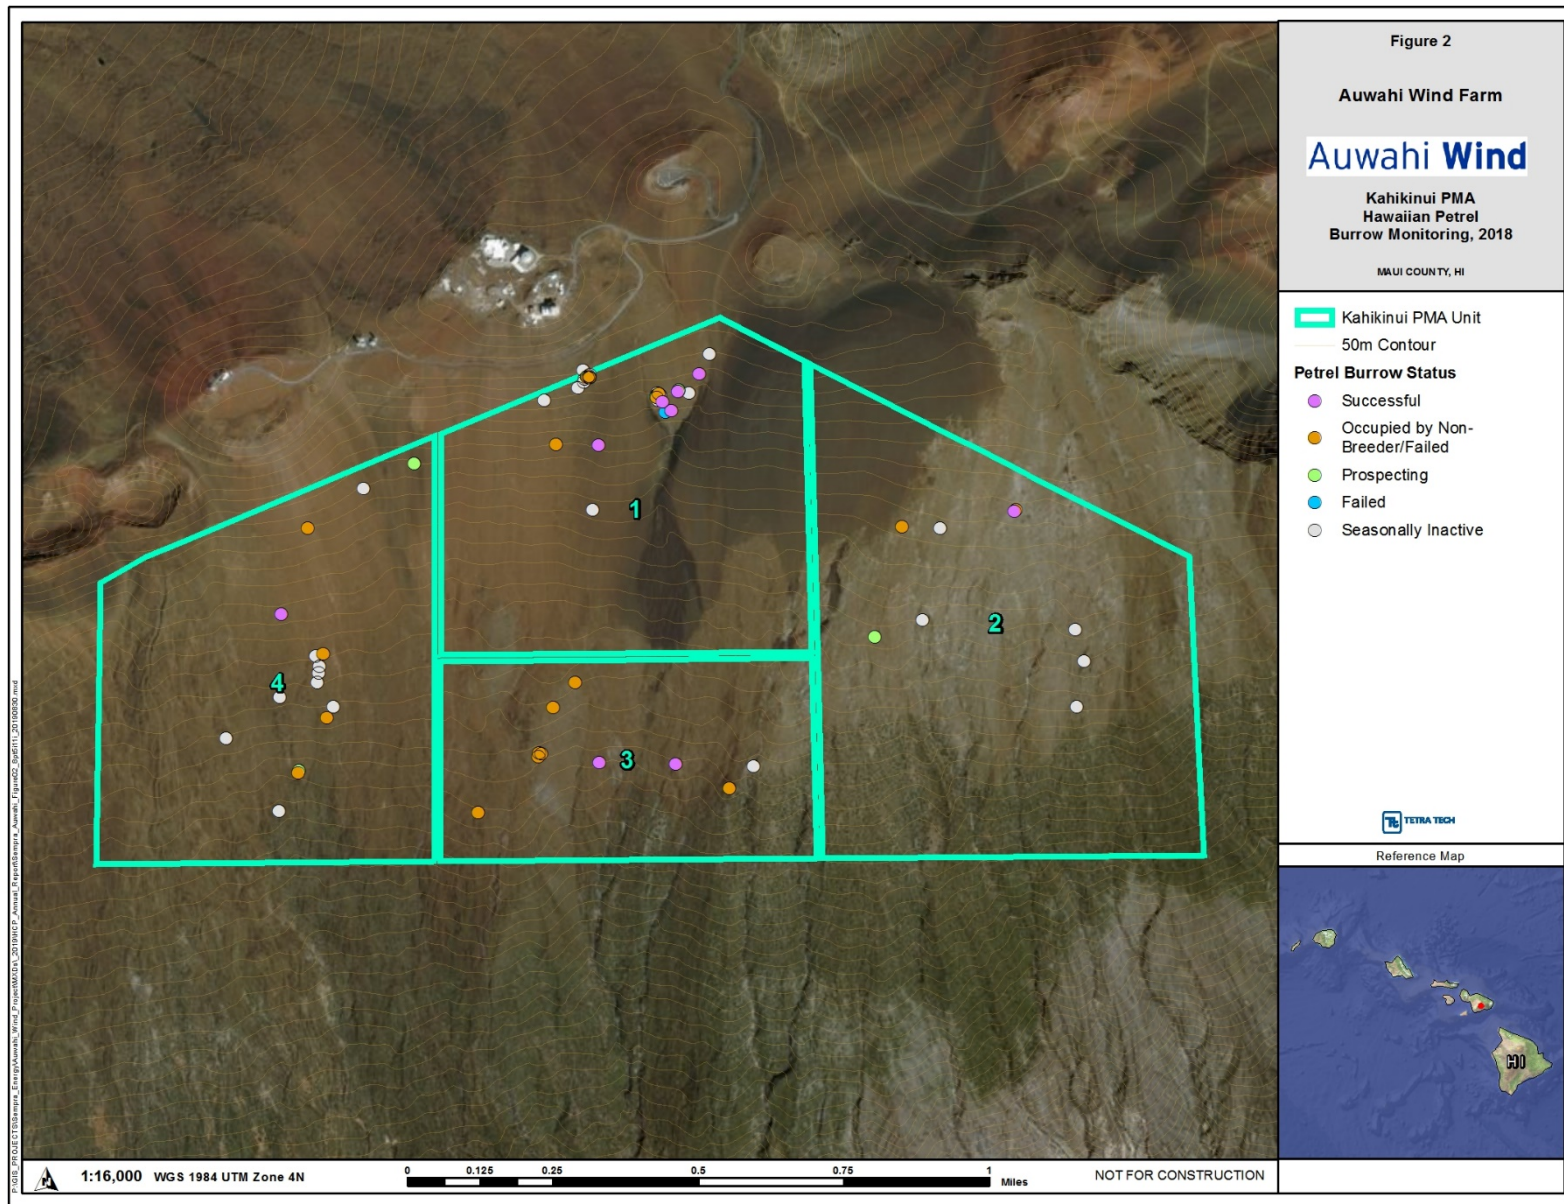 Figure 2
Auwahi Wind Farm
Auwahi Wind
Kahikinui PMA
Hawaiian Petrel
Burrow Monitoring, 2018
MAUI COUNTY, HI
Kahikinui PMA Unit
50m Contour
Petrel Burrow Status
Successful
Occupied by Non-
Breeder/Failed
Prospecting
Failed
Seasonally Inactive
1
2
3
4
TETRA TECH
Reference Map
HI
1:16,000 WGS 1984 UTM Zone 4N
0 0.125 0.25 0.5 0.75 1
Miles
NOT FOR CONSTRUCTION